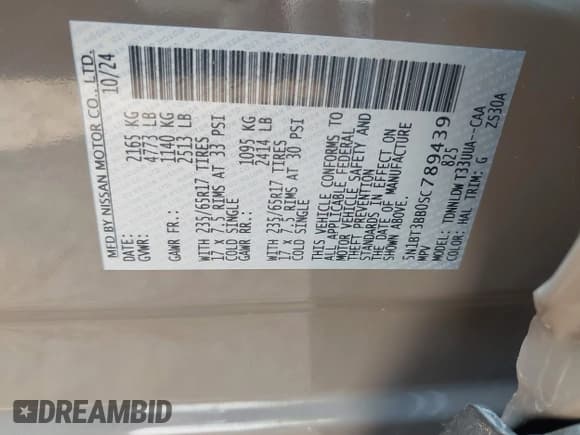 MFD BY NISSAN MOTOR CO., LTD.
DATE: 10/24
GVWR: 2165 KG
4773 LB
GAWR FR.: 1140 KG
2513 LB
WITH 235/65R17 TIRES
17 x 7.5 RIMS AT 33 PSI
COLD SINGLE
GAWR RR.: 1095 KG
2414 LB
WITH 235/65R17 TIRES
17 x 7.5 RIMS AT 30 PSI
COLD SINGLE
THIS VEHICLE CONFORMS TO
ALL APPLICABLE FEDERAL
MOTOR VEHICLE SAFETY AND
THEFT PREVENTION
STANDARDS IN EFFECT ON
THE DATE OF MANUFACTURE
SHOWN ABOVE.
5N1BT3BB0SC789439
MPV 825
MODEL: TDNNLDW T33UUA--CAA
COLOR: HAL TRIM: G ZS30A
DREAMBID